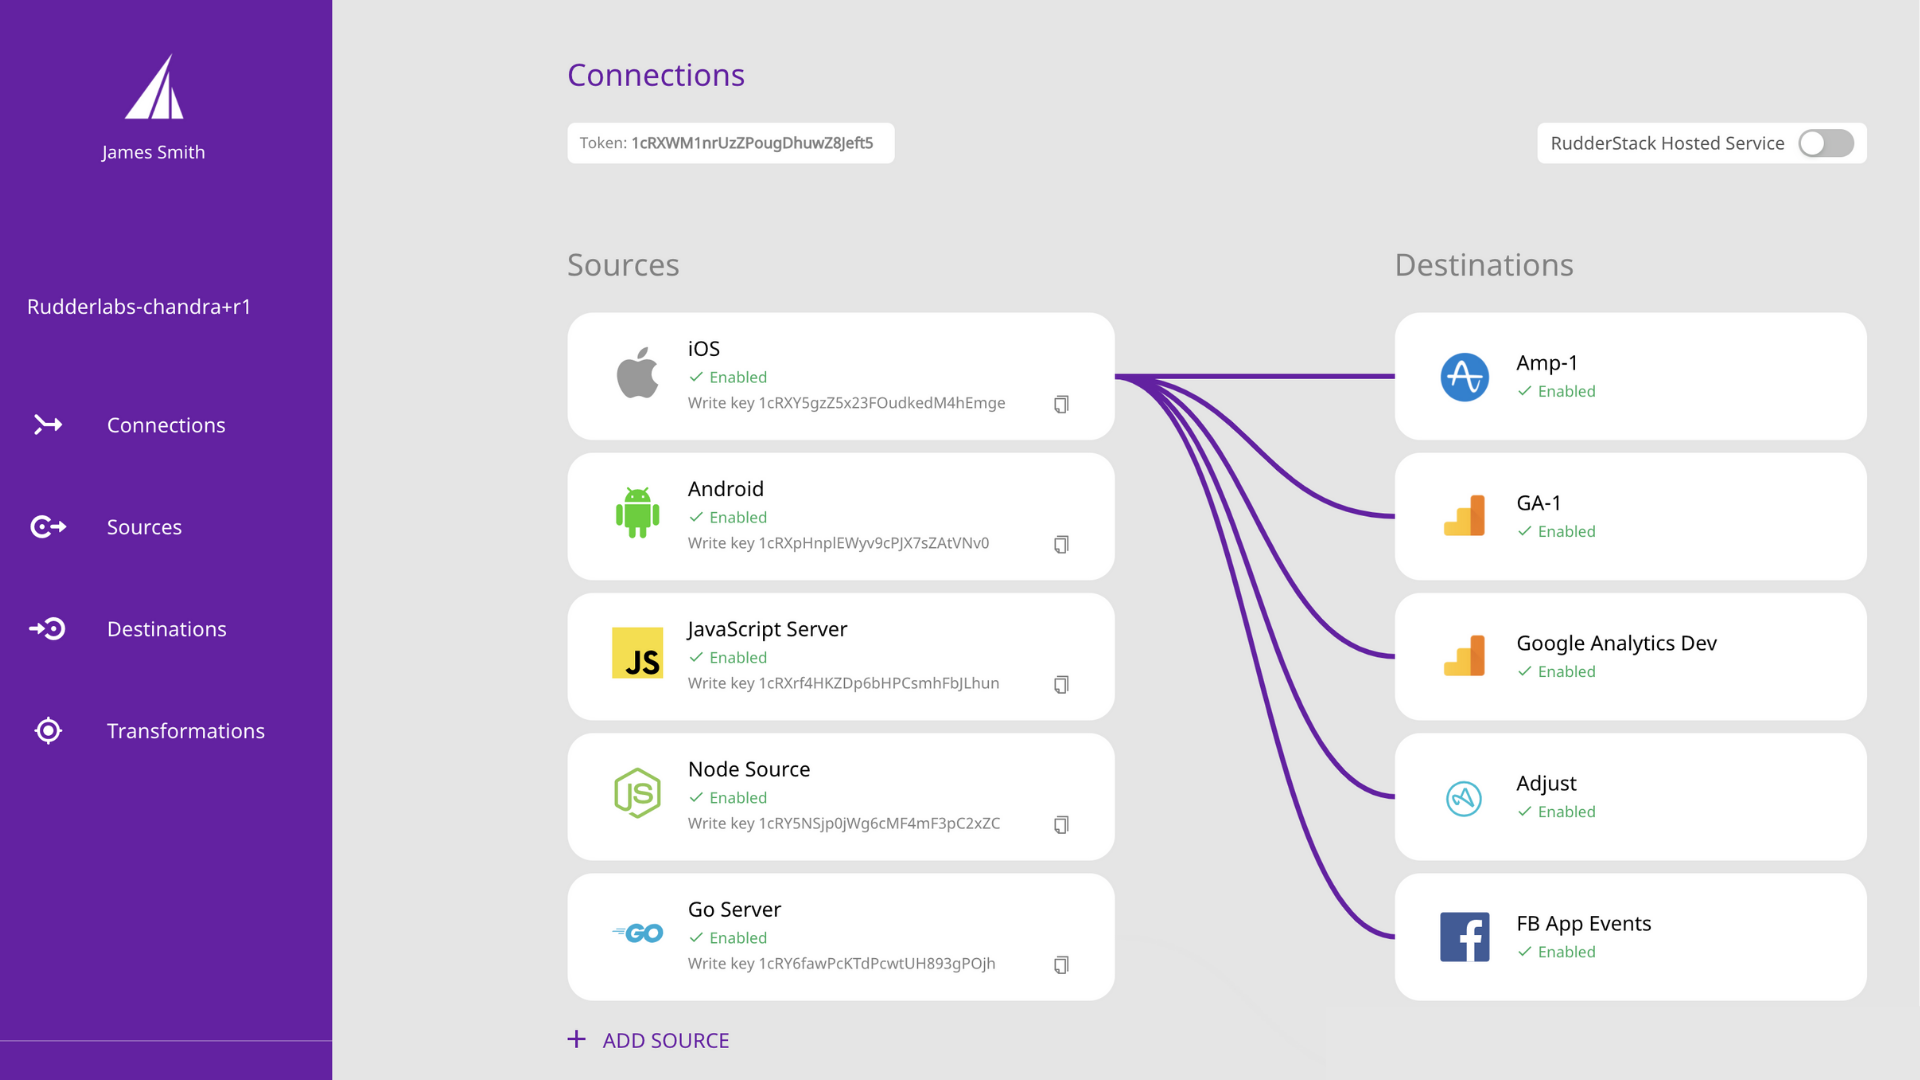 James Smith
Rudderlabs-chandra+r1
Connections
Sources
Destinations
Transformations
Connections
Token: 1cRXWM1nrUzZPougDhuwZ8Jeft5
RudderStack Hosted Service
Sources
iOS
Enabled
Write key 1cRXY5gzZ5x23FOudkedM4hEmge
Android
Enabled
Write key 1cRXpHnplEWyv9cPJX7sZAtVNv0
JS
JavaScript Server
Enabled
Write key 1cRXrf4HKZDp6bHPCsmhFbJLhun
JS
Node Source
Enabled
Write key 1cRY5NSjp0jWg6cMF4mF3pC2xZC
GO
Go Server
Enabled
Write key 1cRY6fawPcKTdPcwtUH893gPOjh
ADD SOURCE
Destinations
Amp-1
Enabled
GA-1
Enabled
Google Analytics Dev
Enabled
Adjust
Enabled
f
FB App Events
Enabled